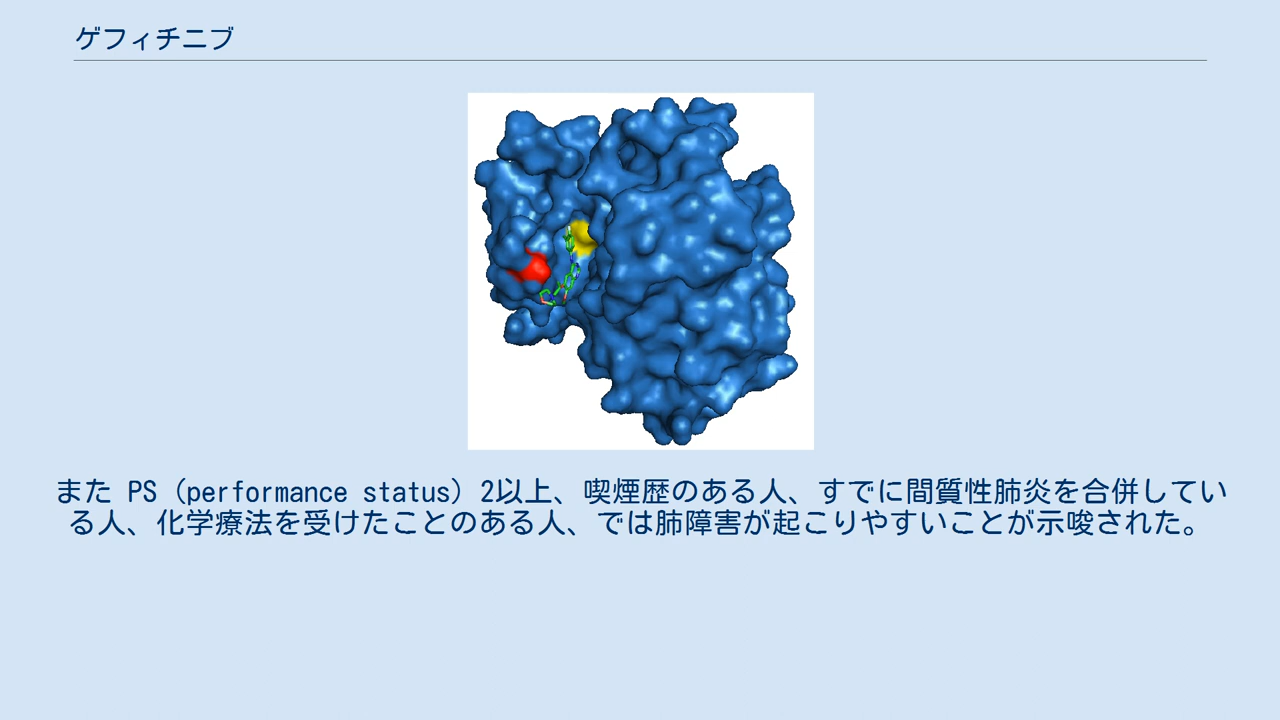 ゲフィチニブ
また PS（performance status）2以上、喫煙歴のある人、すでに間質性肺炎を合併してい
る人、化学療法を受けたことのある人、では肺障害が起こりやすいことが示唆された。